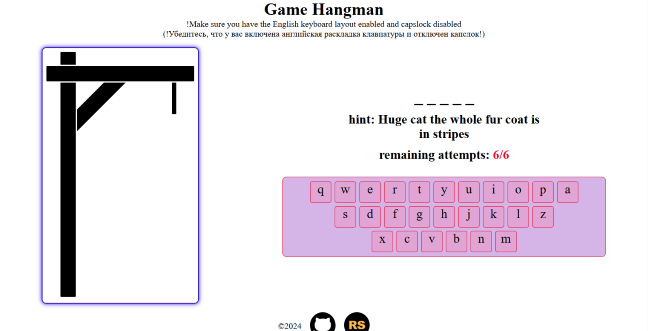 Game Hangman
!Make sure you have the English keyboard layout enabled and capslock disabled
(!Убедитесь, что у вас включена английская раскладка клавиатуры и отключен капслок!)
_ _ _ _ _
hint: Huge cat the whole fur coat is
in stripes
remaining attempts: 6/6
q w e r t y u i o p a
s d f g h j k l z
x c v b n m
©2024 RS